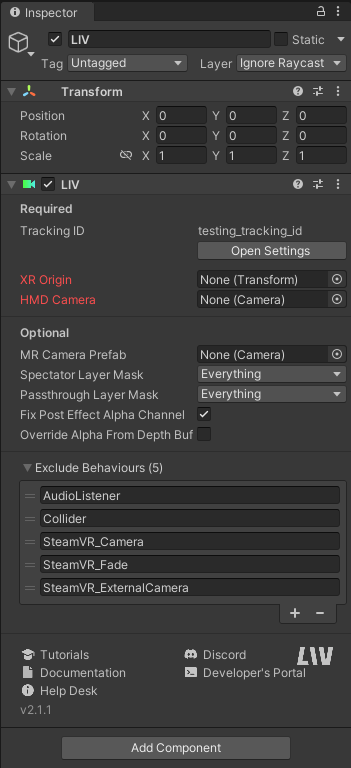 Inspector
LIV Static
Tag Untagged Layer Ignore Raycast
Transform
Position X 0 Y 0 Z 0
Rotation X 0 Y 0 Z 0
Scale X 1 Y 1 Z 1
LIV
Required
Tracking ID testing_tracking_id
Open Settings
XR Origin None (Transform)
HMD Camera None (Camera)
Optional
MR Camera Prefab None (Camera)
Spectator Layer Mask Everything
Passthrough Layer Mask Everything
Fix Post Effect Alpha Channel
Override Alpha From Depth Buf
Exclude Behaviours (5)
AudioListener
Collider
SteamVR_Camera
SteamVR_Fade
SteamVR_ExternalCamera
Tutorials Discord LIV
Documentation Developer's Portal
Help Desk
v2.1.1
Add Component